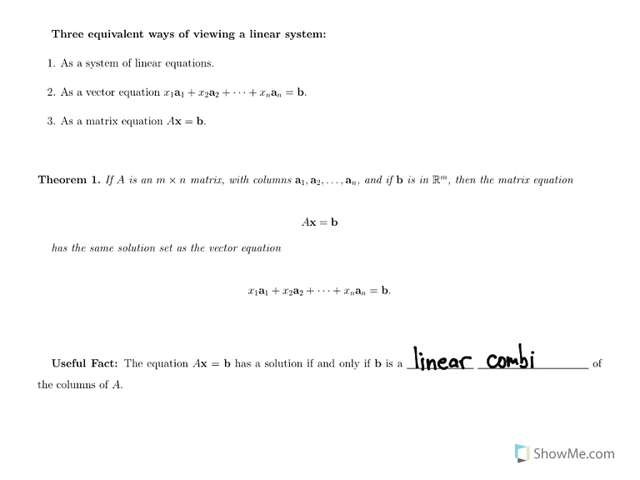 Three equivalent ways of viewing a linear system:
1. As a system of linear equations.
2. As a vector equation x₁a₁ + x₂a₂ + ⋯ + xₙaₙ = b.
3. As a matrix equation Ax = b.
Theorem 1. If A is an m × n matrix, with columns a₁, a₂, . . . , aₙ, and if b is in ℝᵐ, then the matrix equation
Ax = b
has the same solution set as the vector equation
x₁a₁ + x₂a₂ + ⋯ + xₙaₙ = b.
Useful Fact: The equation Ax = b has a solution if and only if b is a linear combi of
the columns of A.
ShowMe.com